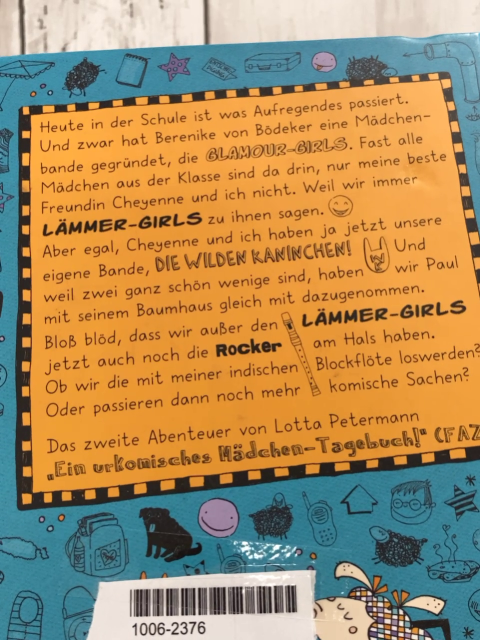 Heute in der Schule ist was Aufregendes passiert.
Und zwar hat Berenike von Bödeker eine Mädchen-
bande gegründet, die GLAMOUR-GIRLS. Fast alle
Mädchen aus der Klasse sind da drin, nur meine beste
Freundin Cheyenne und ich nicht. Weil wir immer
LÄMMER-GIRLS zu ihnen sagen.
Aber egal, Cheyenne und ich haben ja jetzt unsere
eigene Bande, DIE WILDEN KANINCHEN! Und
weil zwei ganz schön wenige sind, haben wir Paul
mit seinem Baumhaus gleich mit dazugenommen.
Bloß blöd, dass wir außer den LÄMMER-GIRLS
jetzt auch noch die Rocker am Hals haben.
Ob wir die mit meiner indischen Blockflöte loswerden?
Oder passieren dann noch mehr komische Sachen?
Das zweite Abenteuer von Lotta Petermann
„Ein urkomisches Mädchen-Tagebuch!“ (FAZ
1006-2376